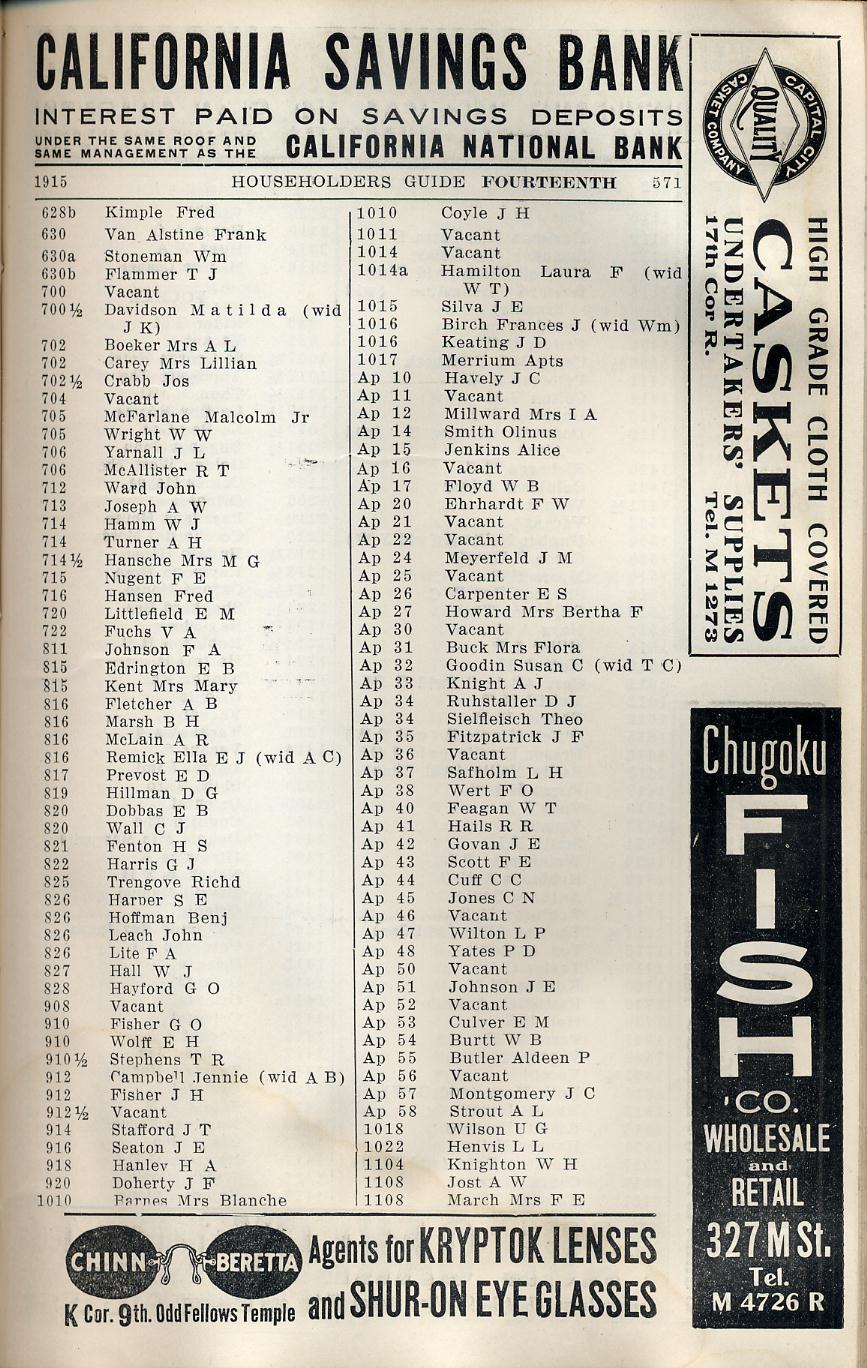 CALIFORNIA SAVINGS BANK
INTEREST PAID ON SAVINGS DEPOSITS
UNDER THE SAME ROOF AND
SAME MANAGEMENT AS THE CALIFORNIA NATIONAL BANK
1915 HOUSEHOLDERS GUIDE FOURTEENTH 571
628b Kimple Fred
630 Van Alstine Frank
630a Stoneman Wm
630b Flammer T J
700 Vacant
700½ Davidson Matilda (wid
J K)
702 Boeker Mrs A L
702 Carey Mrs Lillian
702½ Crabb Jos
704 Vacant
705 McFarlane Malcolm Jr
705 Wright W W
706 Yarnall J L
706 McAllister R T
712 Ward John
713 Joseph A W
714 Hamm W J
714 Turner A H
714½ Hansche Mrs M G
715 Nugent F E
716 Hansen Fred
720 Littlefield E M
722 Fuchs V A
811 Johnson F A
815 Edrington E B
815 Kent Mrs Mary
816 Fletcher A B
816 Marsh B H
816 McLain A R
816 Remick Ella E J (wid A C)
817 Prevost E D
819 Hillman D G
820 Dobbas E B
820 Wall C J
821 Fenton H S
822 Harris G J
825 Trengove Richd
826 Harper S E
826 Hoffman Benj
826 Leach John
826 Lite F A
827 Hall W J
828 Hayford G O
908 Vacant
910 Fisher G O
910 Wolff E H
910½ Stephens T R
912 Campbell Jennie (wid A B)
912 Fisher J H
912½ Vacant
914 Stafford J T
916 Seaton J E
918 Hanley H A
920 Doherty J F
1010 Barnes Mrs Blanche
1010 Coyle J H
1011 Vacant
1014 Vacant
1014a Hamilton Laura F (wid
W T)
1015 Silva J E
1016 Birch Frances J (wid Wm)
1016 Keating J D
1017 Merrium Apts
Ap 10 Havely J C
Ap 11 Vacant
Ap 12 Millward Mrs I A
Ap 14 Smith Olinus
Ap 15 Jenkins Alice
Ap 16 Vacant
Ap 17 Floyd W B
Ap 20 Ehrhardt F W
Ap 21 Vacant
Ap 22 Vacant
Ap 24 Meyerfeld J M
Ap 25 Vacant
Ap 26 Carpenter E S
Ap 27 Howard Mrs Bertha F
Ap 30 Vacant
Ap 31 Buck Mrs Flora
Ap 32 Goodin Susan C (wid T C)
Ap 33 Knight A J
Ap 34 Ruhstaller D J
Ap 34 Sielfleisch Theo
Ap 35 Fitzpatrick J F
Ap 36 Vacant
Ap 37 Safholm L H
Ap 38 Wert F O
Ap 40 Feagan W T
Ap 41 Hails R R
Ap 42 Govan J E
Ap 43 Scott F E
Ap 44 Cuff C C
Ap 45 Jones C N
Ap 46 Vacant
Ap 47 Wilton L P
Ap 48 Yates P D
Ap 50 Vacant
Ap 51 Johnson J E
Ap 52 Vacant
Ap 53 Culver E M
Ap 54 Burtt W B
Ap 55 Butler Aldeen P
Ap 56 Vacant
Ap 57 Montgomery J C
Ap 58 Strout A L
1018 Wilson U G
1022 Henvis L L
1104 Knighton W H
1108 Jost A W
1108 March Mrs F E
CAPITAL CITY
QUALITY
CASKET COMPANY
HIGH GRADE CLOTH COVERED
CASKETS
UNDERTAKERS' SUPPLIES
17th Cor R. Tel. M 1273
Chugoku
FISH
CO.
WHOLESALE
and
RETAIL
327 M St.
Tel.
M 4726 R
CHINN BERETTA
K Cor. 9th. Odd Fellows Temple
Agents for KRYPTOK LENSES
and SHUR-ON EYE GLASSES